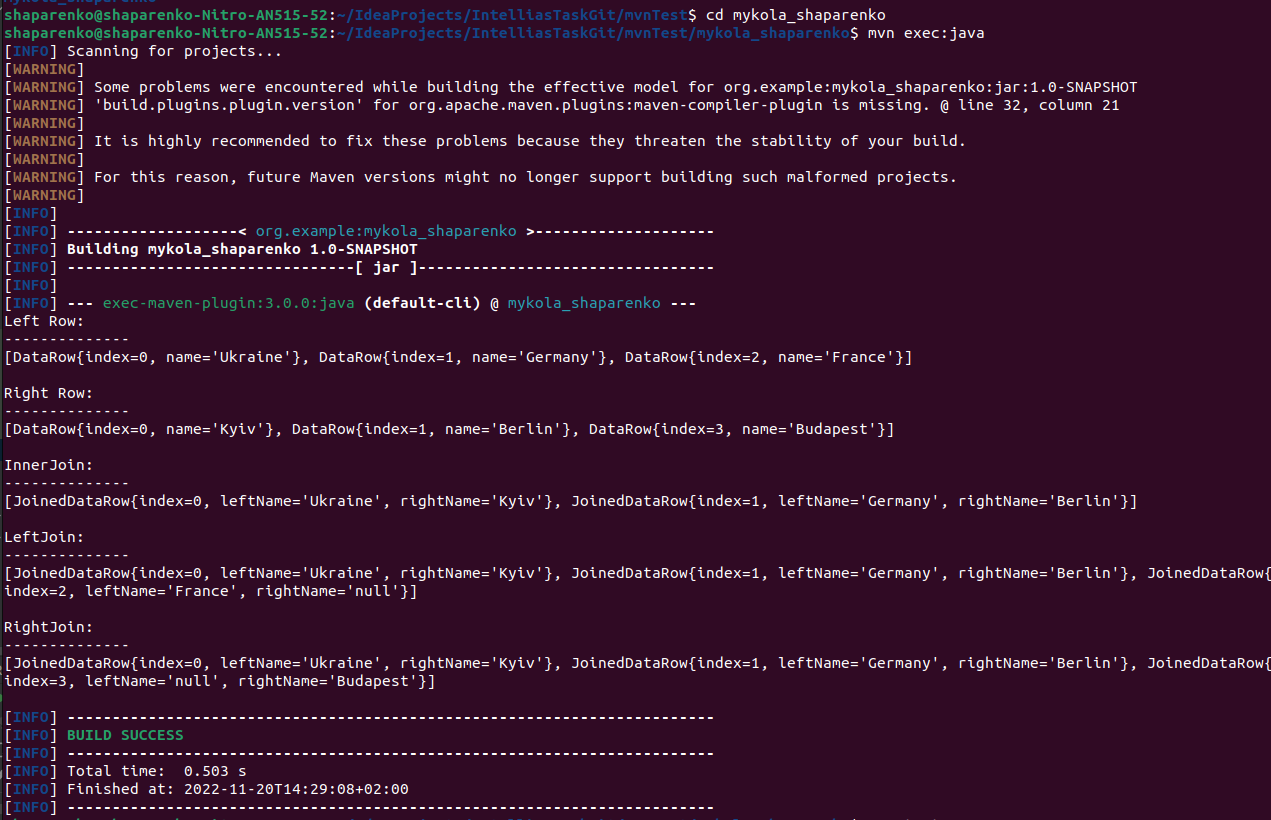 shaparenko@shaparenko-Nitro-AN515-52:~/IdeaProjects/IntelliasTaskGit/mvnTest$ cd mykola_shaparenko
shaparenko@shaparenko-Nitro-AN515-52:~/IdeaProjects/IntelliasTaskGit/mvnTest/mykola_shaparenko$ mvn exec:java
[INFO] Scanning for projects...
[WARNING]
[WARNING] Some problems were encountered while building the effective model for org.example:mykola_shaparenko:jar:1.0-SNAPSHOT
[WARNING] 'build.plugins.plugin.version' for org.apache.maven.plugins:maven-compiler-plugin is missing. @ line 32, column 21
[WARNING]
[WARNING] It is highly recommended to fix these problems because they threaten the stability of your build.
[WARNING]
[WARNING] For this reason, future Maven versions might no longer support building such malformed projects.
[WARNING]
[INFO]
[INFO] -------------------< org.example:mykola_shaparenko >--------------------
[INFO] Building mykola_shaparenko 1.0-SNAPSHOT
[INFO] --------------------------------[ jar ]---------------------------------
[INFO]
[INFO] --- exec-maven-plugin:3.0.0:java (default-cli) @ mykola_shaparenko ---
Left Row:
--------------
[DataRow{index=0, name='Ukraine'}, DataRow{index=1, name='Germany'}, DataRow{index=2, name='France'}]

Right Row:
--------------
[DataRow{index=0, name='Kyiv'}, DataRow{index=1, name='Berlin'}, DataRow{index=3, name='Budapest'}]

InnerJoin:
--------------
[JoinedDataRow{index=0, leftName='Ukraine', rightName='Kyiv'}, JoinedDataRow{index=1, leftName='Germany', rightName='Berlin'}]

LeftJoin:
--------------
[JoinedDataRow{index=0, leftName='Ukraine', rightName='Kyiv'}, JoinedDataRow{index=1, leftName='Germany', rightName='Berlin'}, JoinedDataRow{
index=2, leftName='France', rightName='null'}]

RightJoin:
--------------
[JoinedDataRow{index=0, leftName='Ukraine', rightName='Kyiv'}, JoinedDataRow{index=1, leftName='Germany', rightName='Berlin'}, JoinedDataRow{
index=3, leftName='null', rightName='Budapest'}]

[INFO] ------------------------------------------------------------------------
[INFO] BUILD SUCCESS
[INFO] ------------------------------------------------------------------------
[INFO] Total time:  0.503 s
[INFO] Finished at: 2022-11-20T14:29:08+02:00
[INFO] ------------------------------------------------------------------------